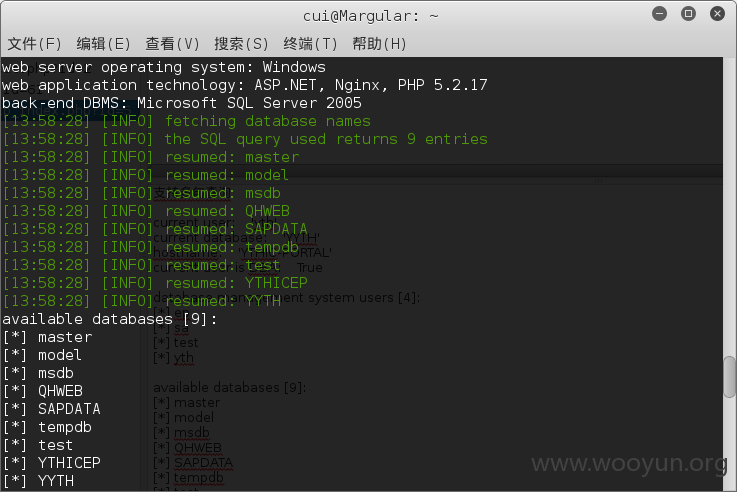 cui@Margular: ~
文件(F) 编辑(E) 查看(V) 搜索(S) 终端(T) 帮助(H)
web server operating system: Windows
web application technology: ASP.NET, Nginx, PHP 5.2.17
back-end DBMS: Microsoft SQL Server 2005
[13:58:28] [INFO] fetching database names
[13:58:28] [INFO] the SQL query used returns 9 entries
[13:58:28] [INFO] resumed: master
[13:58:28] [INFO] resumed: model
[13:58:28] [INFO] resumed: msdb
[13:58:28] [INFO] resumed: QHWEB
[13:58:28] [INFO] resumed: SAPDATA
[13:58:28] [INFO] resumed: tempdb
[13:58:28] [INFO] resumed: test
[13:58:28] [INFO] resumed: YTHICEP
[13:58:28] [INFO] resumed: YYTH
available databases [9]:
[*] master
[*] model
[*] msdb
[*] QHWEB
[*] SAPDATA
[*] tempdb
[*] test
[*] YTHICEP
[*] YYTH
current user:
current database: 'YYTH'
hostname:
True
database management system users [4]:
[*] sa
[*] test
[*] yth
available databases [9]:
[*] master
[*] model
[*] msdb
[*] QHWEB
[*] SAPDATA
[*] tempdb
www.wooyun.org